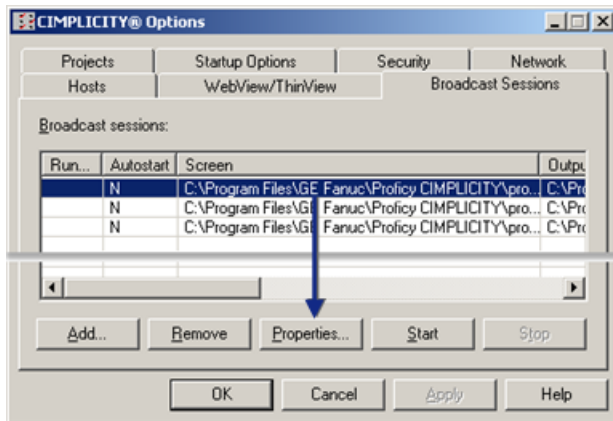 CIMPLICITY® Options
Projects Startup Options Security Network
Hosts WebView/ThinView Broadcast Sessions
Broadcast sessions:
Run... Autostart Screen Outpu
N C:\Program Files\GE Fanuc\Proficy CIMPLICITY\pro... C:\Pro
N C:\Program Files\GE Fanuc\Proficy CIMPLICITY\pro... C:\Pro
N C:\Program Files\GE Fanuc\Proficy CIMPLICITY\pro... C:\Pro
Add... Remove Properties... Start Stop
OK Cancel Apply Help